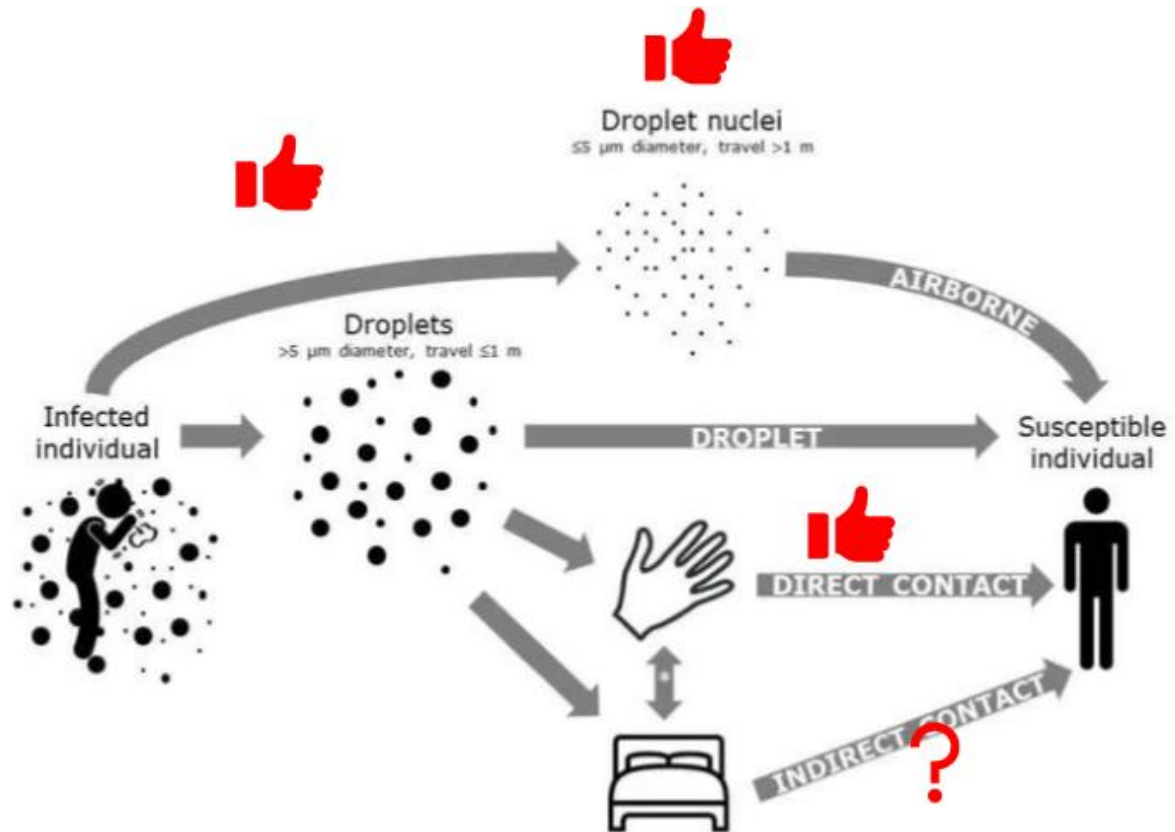 Droplet nuclei
≤5 μm diameter, travel >1 m
AIRBORNE
Droplets
>5 μm diameter, travel ≤1 m
Infected
individual
DROPLET
Susceptible
individual
DIRECT CONTACT
INDIRECT CONTACT
*
?